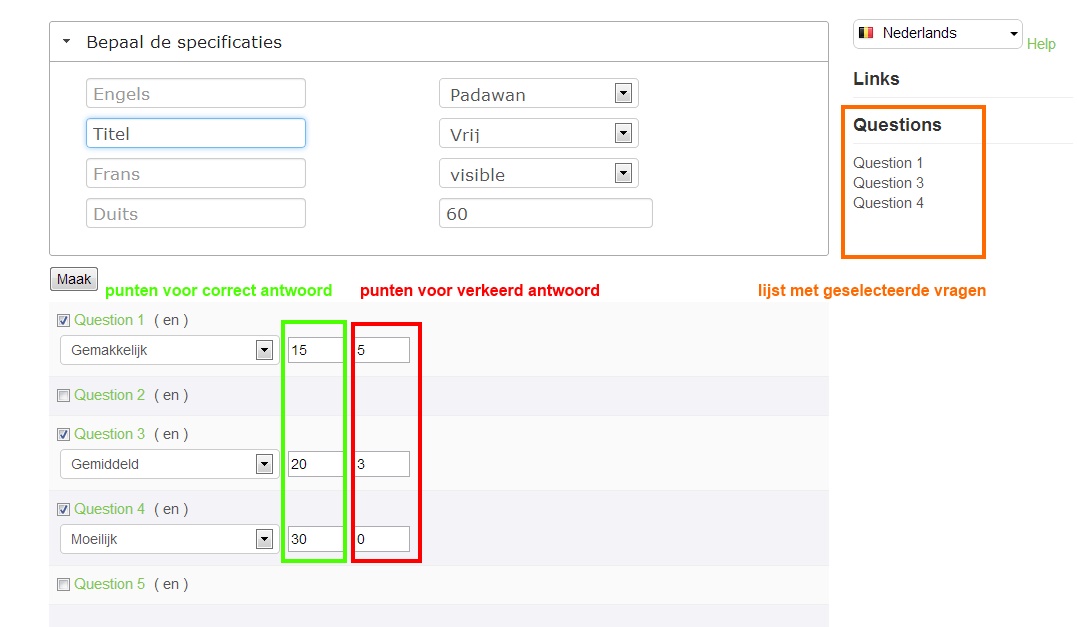 Bepaal de specificaties
Nederlands
Help
Engels
Padawan
Titel
Vrij
Frans
visible
Duits
60
Links
Questions
Question 1
Question 3
Question 4
Maak
punten voor correct antwoord
punten voor verkeerd antwoord
lijst met geselecteerde vragen
Question 1 ( en )
Gemakkelijk 15 5
Question 2 ( en )
Question 3 ( en )
Gemiddeld 20 3
Question 4 ( en )
Moeilijk 30 0
Question 5 ( en )